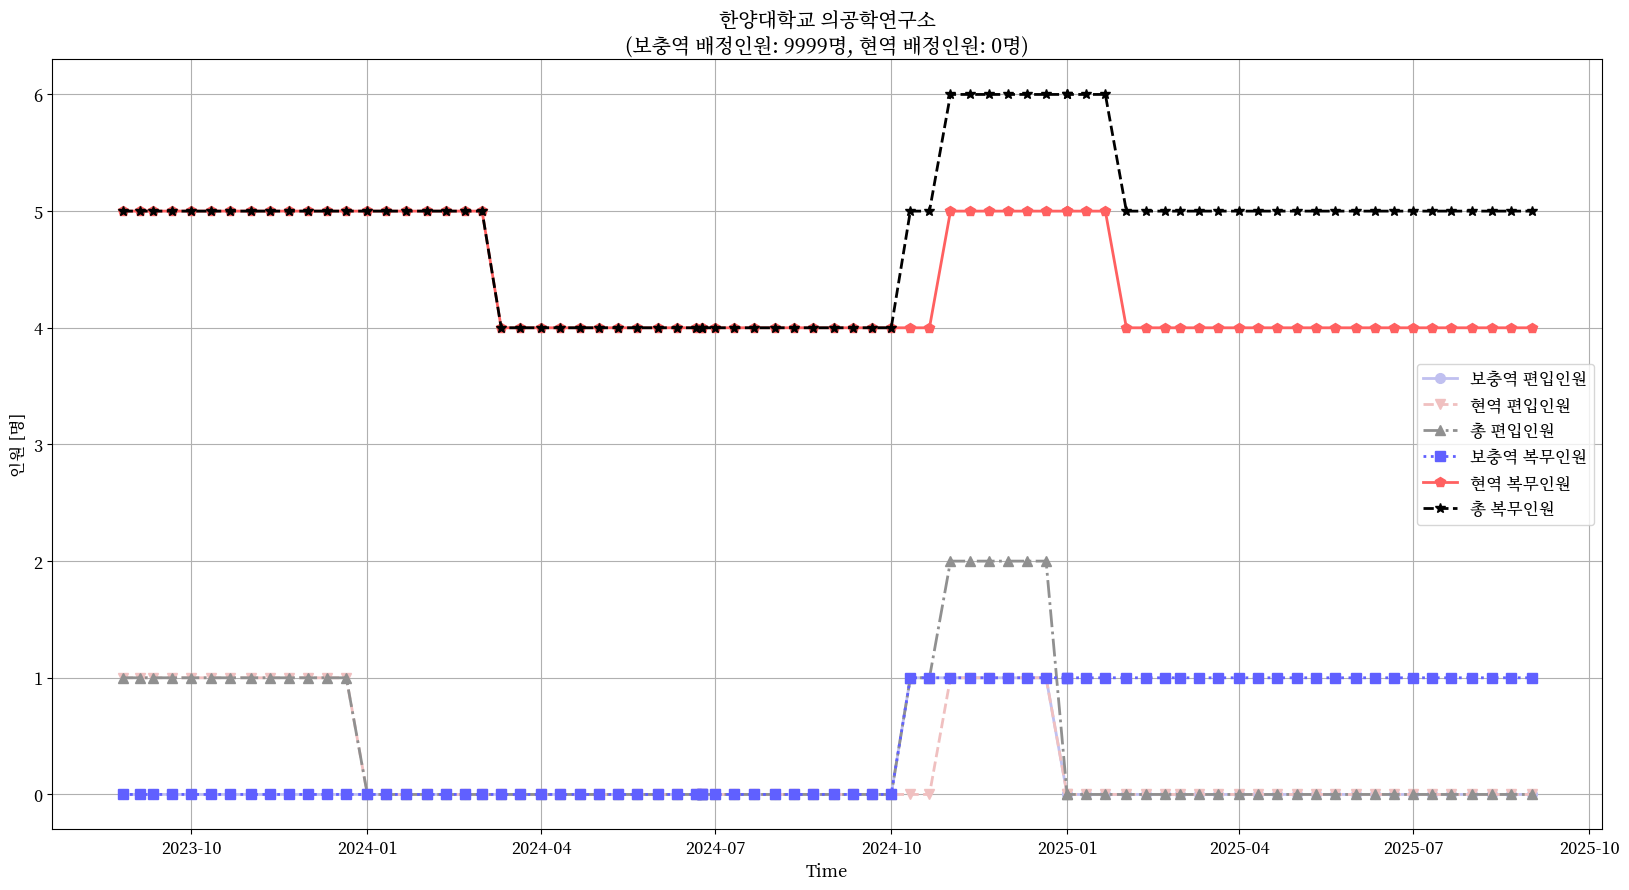 한양대학교 의공학연구소
(보충역 배정인원: 9999명, 현역 배정인원: 0명)
6
5
4
3
2
1
0
인원 [명]
보충역 편입인원
현역 편입인원
총 편입인원
보충역 복무인원
현역 복무인원
총 복무인원
2023-10
2024-01
2024-04
2024-07
2024-10
2025-01
2025-04
2025-07
2025-10
Time